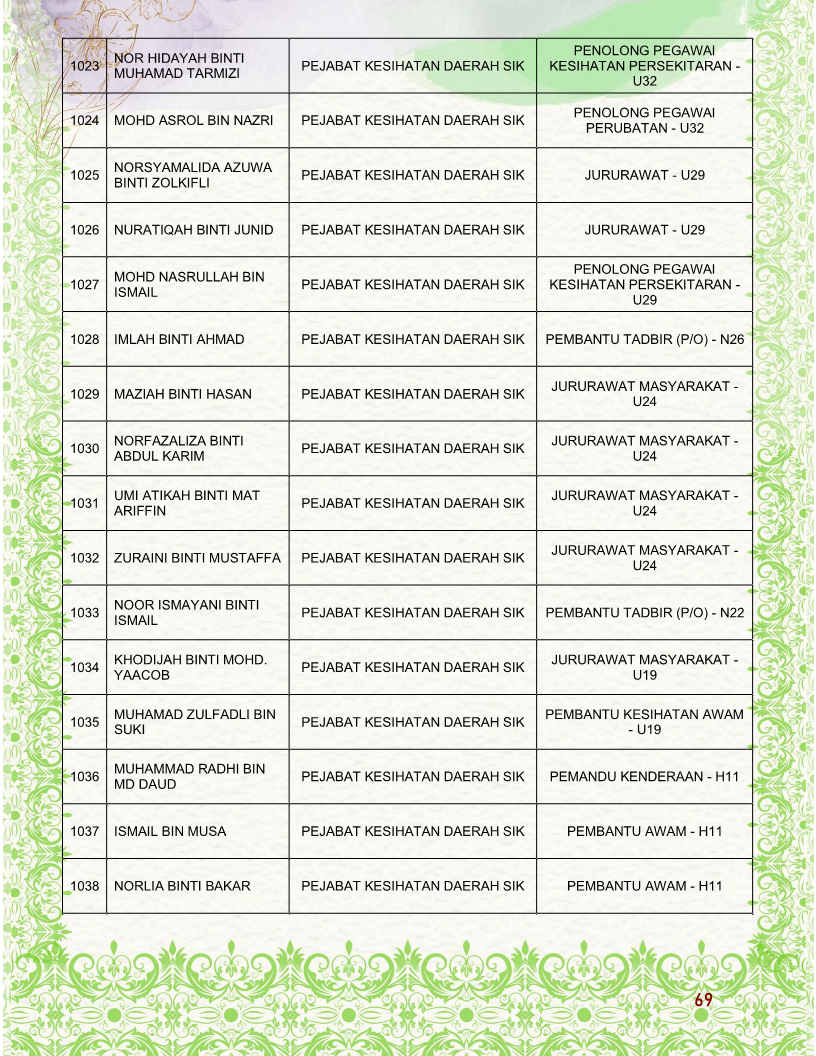 1023 NOR HIDAYAH BINTI MUHAMAD TARMIZI PEJABAT KESIHATAN DAERAH SIK PENOLONG PEGAWAI KESIHATAN PERSEKITARAN - U32
1024 MOHD ASROL BIN NAZRI PEJABAT KESIHATAN DAERAH SIK PENOLONG PEGAWAI PERUBATAN - U32
1025 NORSYAMALIDA AZUWA BINTI ZOLKIFLI PEJABAT KESIHATAN DAERAH SIK JURURAWAT - U29
1026 NURATIQAH BINTI JUNID PEJABAT KESIHATAN DAERAH SIK JURURAWAT - U29
1027 MOHD NASRULLAH BIN ISMAIL PEJABAT KESIHATAN DAERAH SIK PENOLONG PEGAWAI KESIHATAN PERSEKITARAN - U29
1028 IMLAH BINTI AHMAD PEJABAT KESIHATAN DAERAH SIK PEMBANTU TADBIR (P/O) - N26
1029 MAZIAH BINTI HASAN PEJABAT KESIHATAN DAERAH SIK JURURAWAT MASYARAKAT - U24
1030 NORFAZALIZA BINTI ABDUL KARIM PEJABAT KESIHATAN DAERAH SIK JURURAWAT MASYARAKAT - U24
1031 UMI ATIKAH BINTI MAT ARIFFIN PEJABAT KESIHATAN DAERAH SIK JURURAWAT MASYARAKAT - U24
1032 ZURAINI BINTI MUSTAFFA PEJABAT KESIHATAN DAERAH SIK JURURAWAT MASYARAKAT - U24
1033 NOOR ISMAYANI BINTI ISMAIL PEJABAT KESIHATAN DAERAH SIK PEMBANTU TADBIR (P/O) - N22
1034 KHODIJAH BINTI MOHD. YAACOB PEJABAT KESIHATAN DAERAH SIK JURURAWAT MASYARAKAT - U19
1035 MUHAMAD ZULFADLI BIN SUKI PEJABAT KESIHATAN DAERAH SIK PEMBANTU KESIHATAN AWAM - U19
1036 MUHAMMAD RADHI BIN MD DAUD PEJABAT KESIHATAN DAERAH SIK PEMANDU KENDERAAN - H11
1037 ISMAIL BIN MUSA PEJABAT KESIHATAN DAERAH SIK PEMBANTU AWAM - H11
1038 NORLIA BINTI BAKAR PEJABAT KESIHATAN DAERAH SIK PEMBANTU AWAM - H11
69